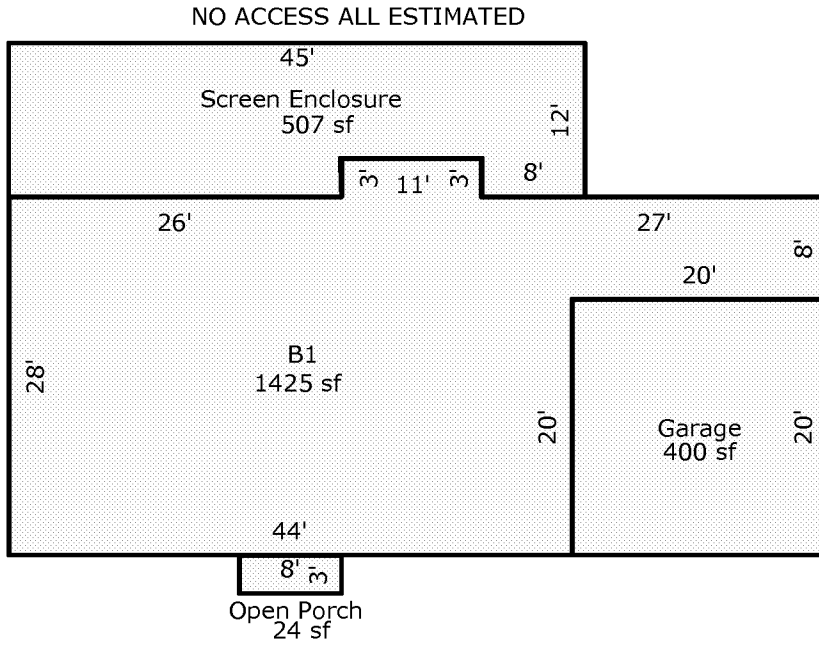 NO ACCESS ALL ESTIMATED
45'
Screen Enclosure
507 sf
12'
3'
11'
3'
8'
26'
27'
8'
20'
B1
1425 sf
28'
20'
Garage
400 sf
20'
44'
8'
3'
Open Porch
24 sf